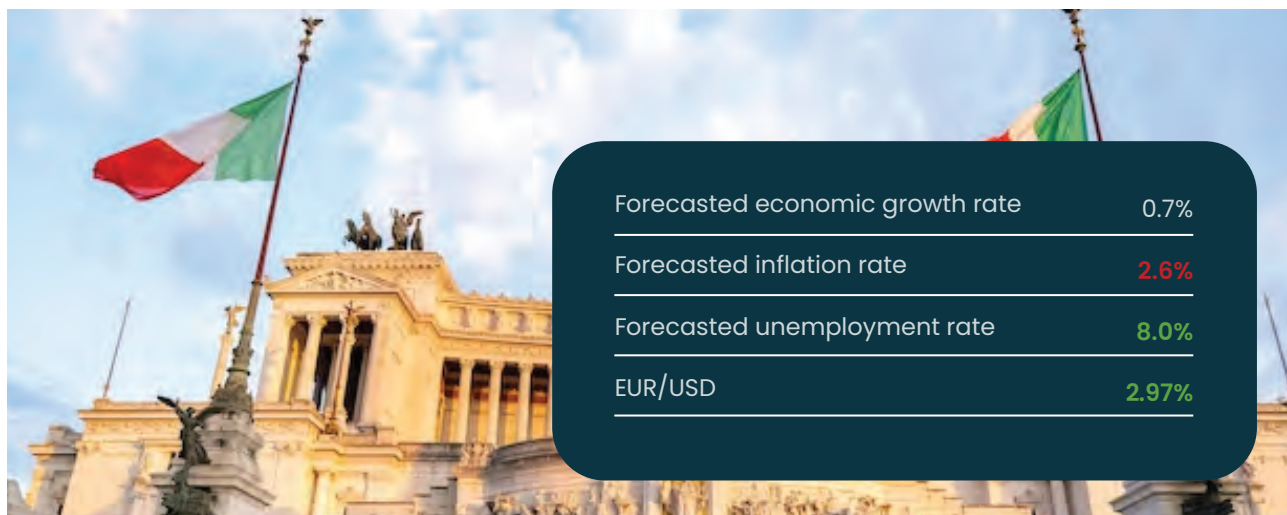 Forecasted economic growth rate 0.7%
Forecasted inflation rate 2.6%
Forecasted unemployment rate 8.0%
EUR/USD 2.97%